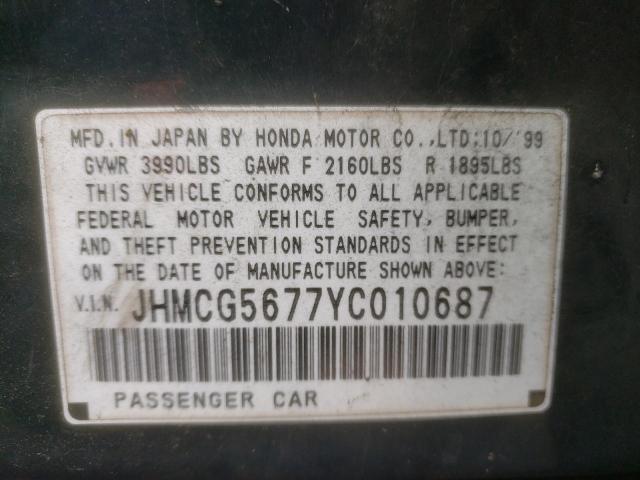 MFD. IN JAPAN BY HONDA MOTOR CO., LTD: 10/'99
GVWR 3990LBS GAWR F 2160LBS R 1895LBS
THIS VEHICLE CONFORMS TO ALL APPLICABLE
FEDERAL MOTOR VEHICLE SAFETY, BUMPER,
AND THEFT PREVENTION STANDARDS IN EFFECT
ON THE DATE OF MANUFACTURE SHOWN ABOVE:
V.I.N. JHMCG5677YC010687
PASSENGER CAR